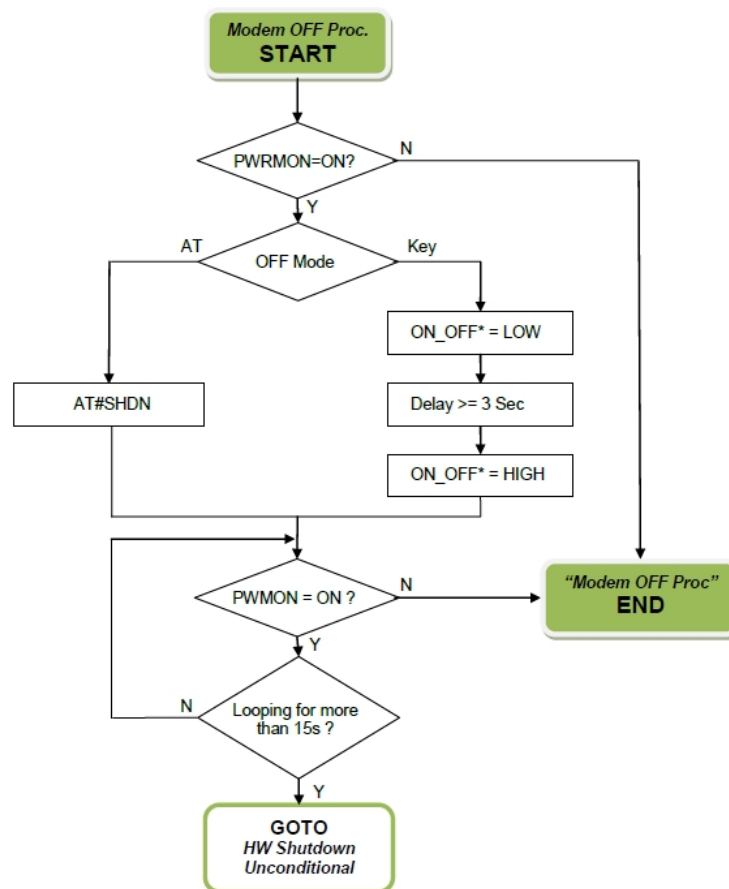 Modem OFF Proc.
START
PWRMON=ON?
N
Y
AT
OFF Mode
Key
ON_OFF* = LOW
AT#SHDN
Delay >= 3 Sec
ON_OFF* = HIGH
PWMON = ON ?
N
"Modem OFF Proc"
END
Y
N
Looping for more
than 15s ?
Y
GOTO
HW Shutdown
Unconditional